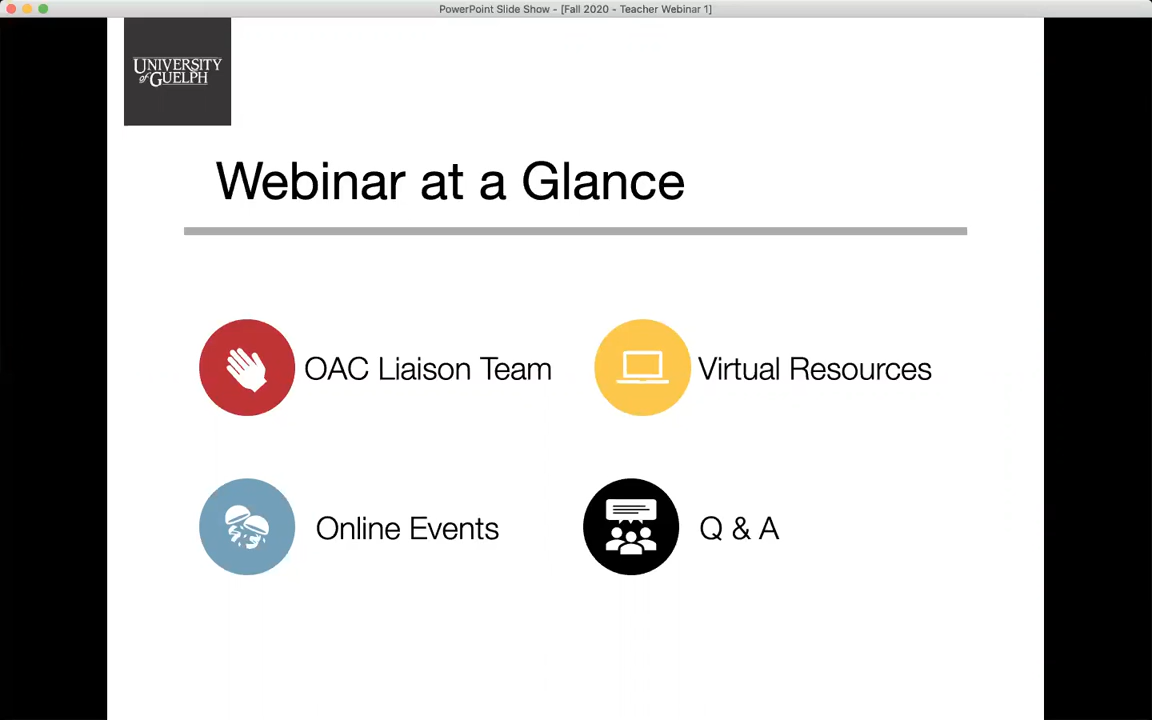 PowerPoint Slide Show - [Fall 2020 - Teacher Webinar 1]
UNIVERSITY
of GUELPH
Webinar at a Glance
OAC Liaison Team
Virtual Resources
Online Events
Q & A